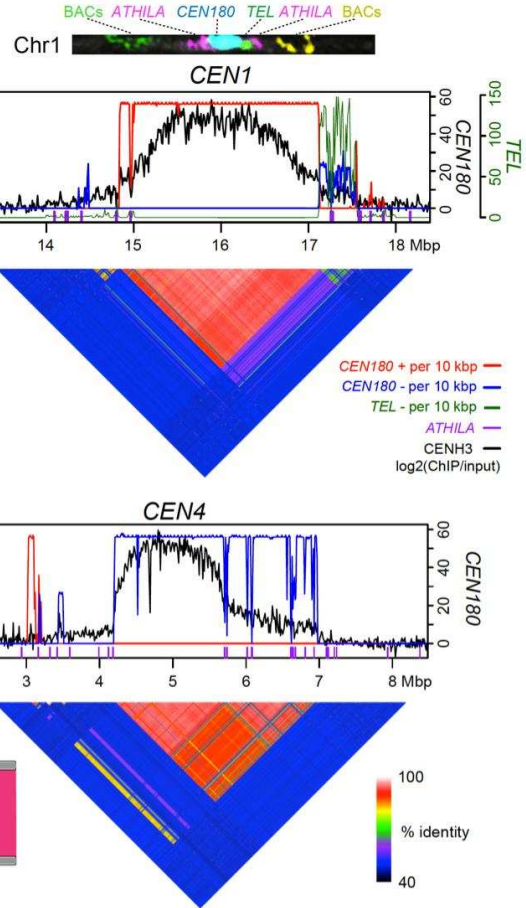 BACs ATHILA CEN180 TEL ATHILA BACs
Chr1
CEN1
60
40
20
0
CEN180
150
100
50
0
TEL
14 15 16 17 18 Mbp
CEN180 + per 10 kbp
CEN180 - per 10 kbp
TEL - per 10 kbp
ATHILA
CENH3
log2(ChIP/input)
CEN4
60
40
20
0
CEN180
3 4 5 6 7 8 Mbp
100
% identity
40